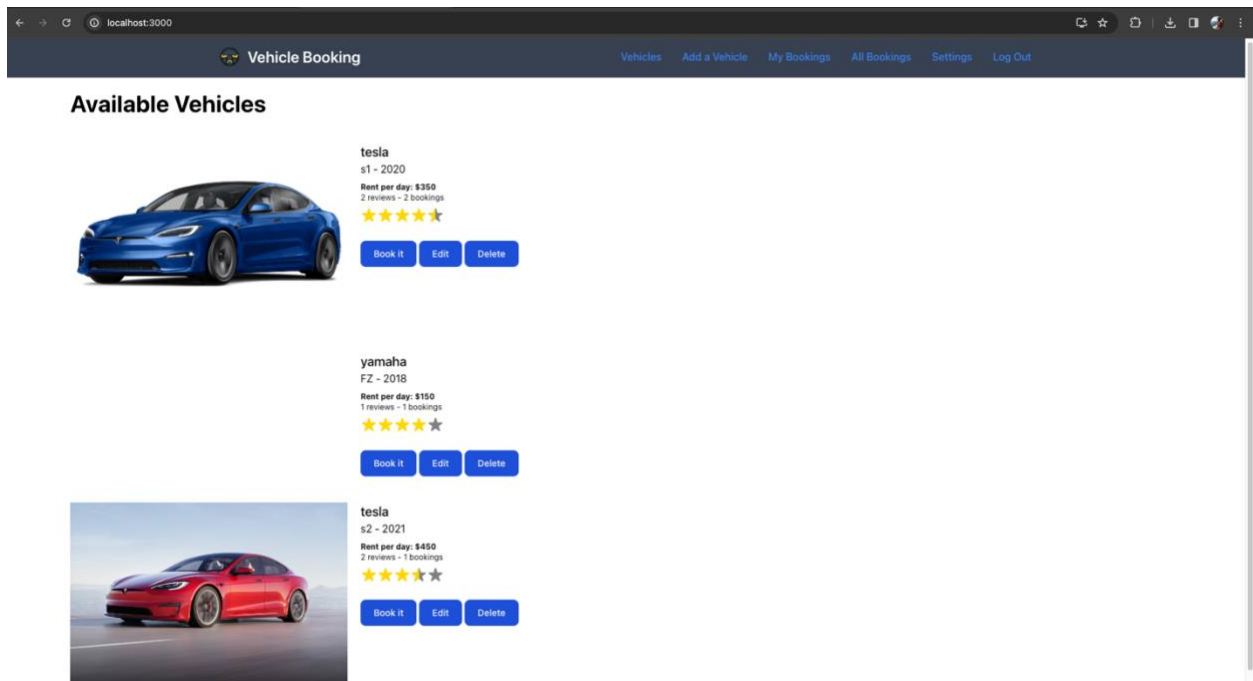 localhost:3000
Vehicle Booking Vehicles Add a Vehicle My Bookings All Bookings Settings Log Out
Available Vehicles
tesla
s1 - 2020
Rent per day: $350
2 reviews - 2 bookings
Book it Edit Delete
yamaha
FZ - 2018
Rent per day: $150
1 reviews - 1 bookings
Book it Edit Delete
tesla
s2 - 2021
Rent per day: $450
2 reviews - 1 bookings
Book it Edit Delete